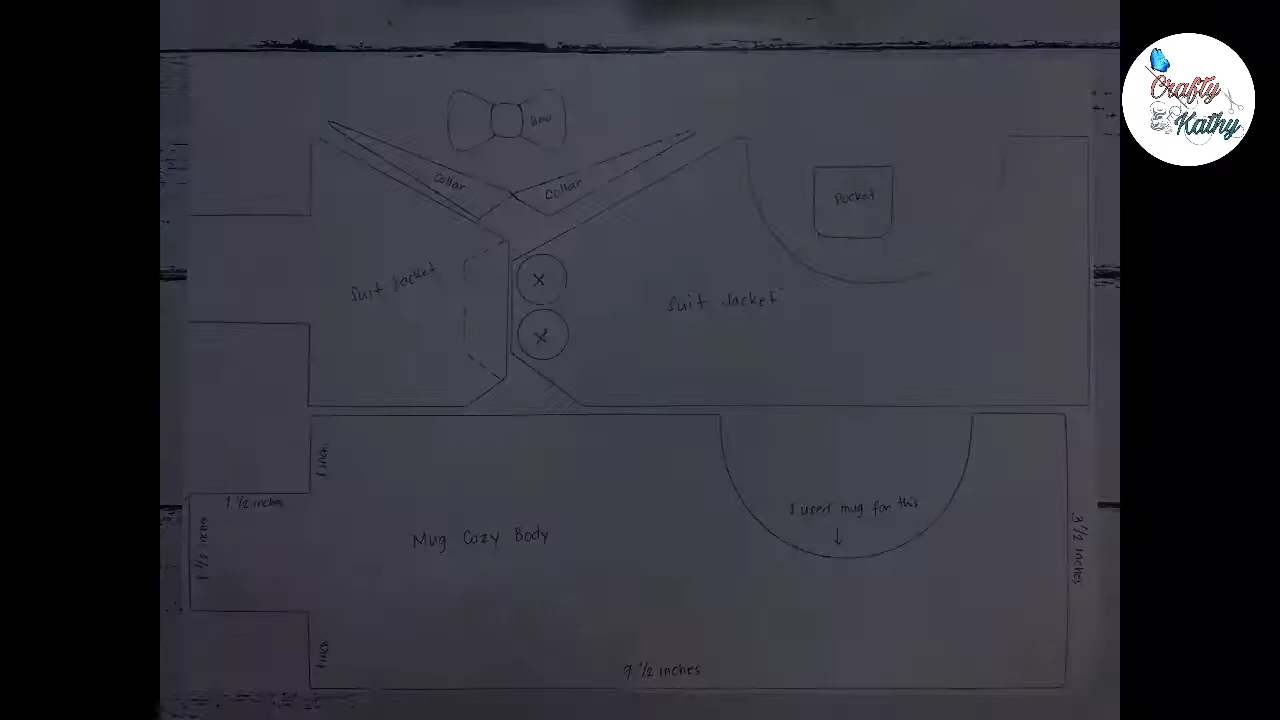 Crafty
Kathy
Bow
Collar
Collar
Pocket
Suit Jacket
Suit Jacket
1 inch
1 1/2 inches
1 1/2 inches
I used mug for this
Mug Cozy Body
3 1/2 inches
1 inch
9 1/2 inches